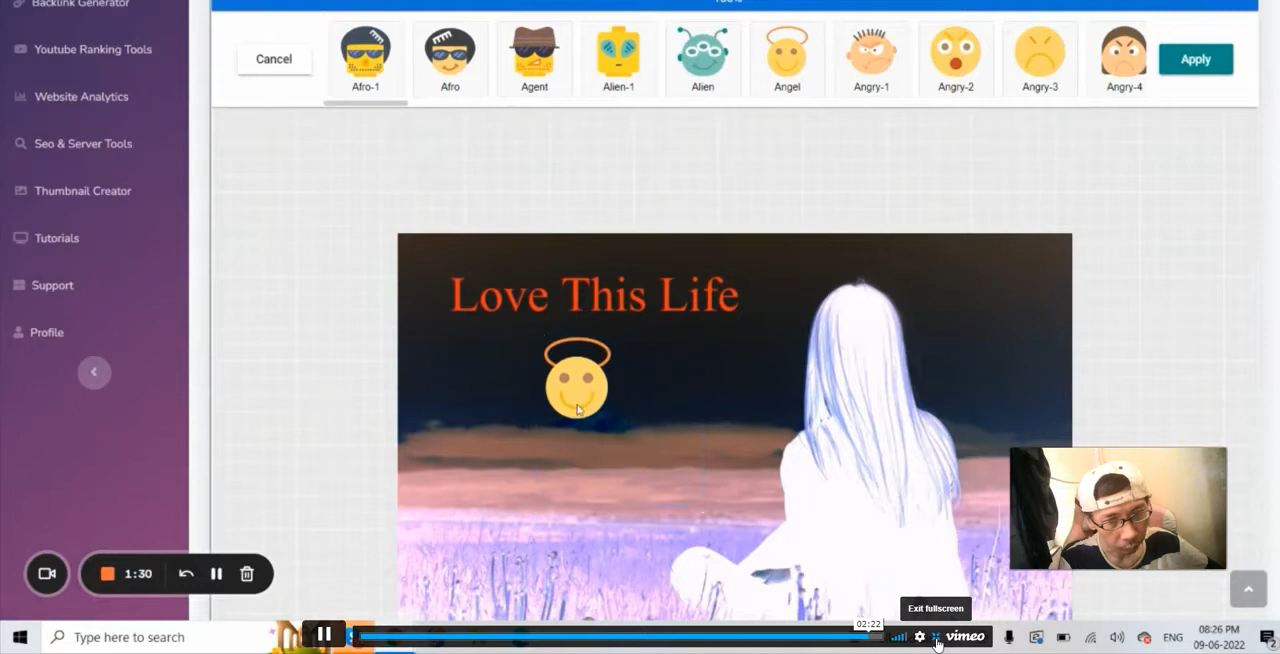 Backlink Generator
Youtube Ranking Tools
Website Analytics
Seo & Server Tools
Thumbnail Creator
Tutorials
Support
Profile
100%
Cancel
Afro-1
Afro
Agent
Alien-1
Alien
Angel
Angry-1
Angry-2
Angry-3
Angry-4
Apply
Love This Life
1:30
Exit fullscreen
02:22
vimeo
Type here to search
ENG
08:26 PM
09-06-2022
2